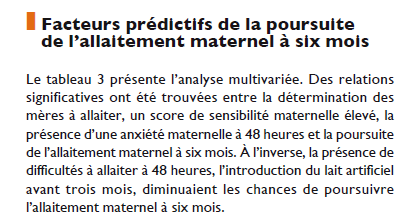 Facteurs prédictifs de la poursuite
de l’allaitement maternel à six mois
Le tableau 3 présente l’analyse multivariée. Des relations
significatives ont été trouvées entre la détermination des
mères à allaiter, un score de sensibilité maternelle élevé, la
présence d’une anxiété maternelle à 48 heures et la poursuite
de l’allaitement maternel à six mois. À l’inverse, la présence de
difficultés à allaiter à 48 heures, l’introduction du lait artificiel
avant trois mois, diminuaient les chances de poursuivre
l’allaitement maternel à six mois.